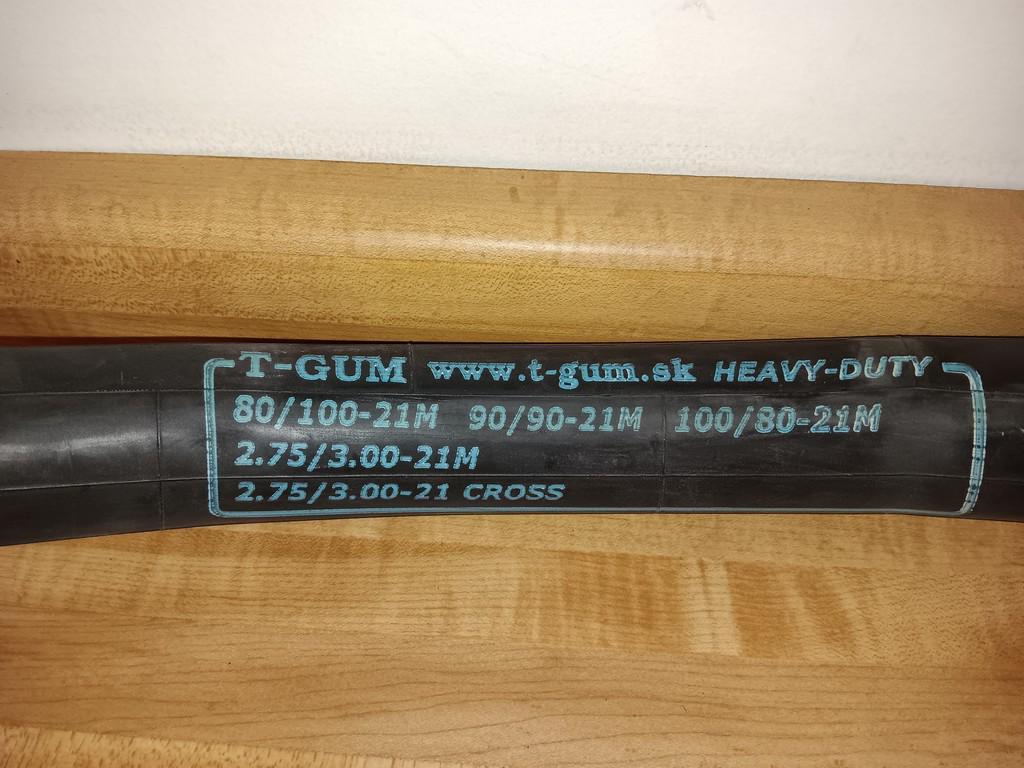 T-GUM www.t-gum.sk HEAVY-DUTY
80/100-21M 90/90-21M 100/80-21M
2.75/3.00-21M
2.75/3.00-21 CROSS